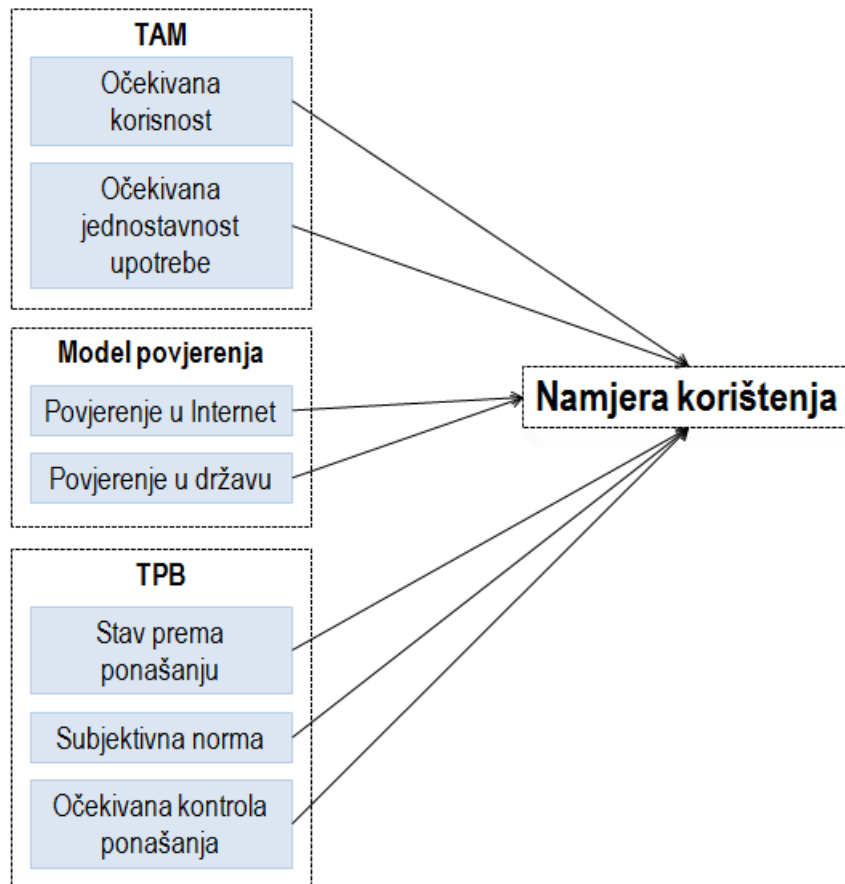 TAM
Očekivana
korisnost
Očekivana
jednostavnost
upotrebe
Model povjerenja
Povjerenje u Internet
Povjerenje u državu
Namjera korištenja
TPB
Stav prema
ponašanju
Subjektivna norma
Očekivana kontrola
ponašanja